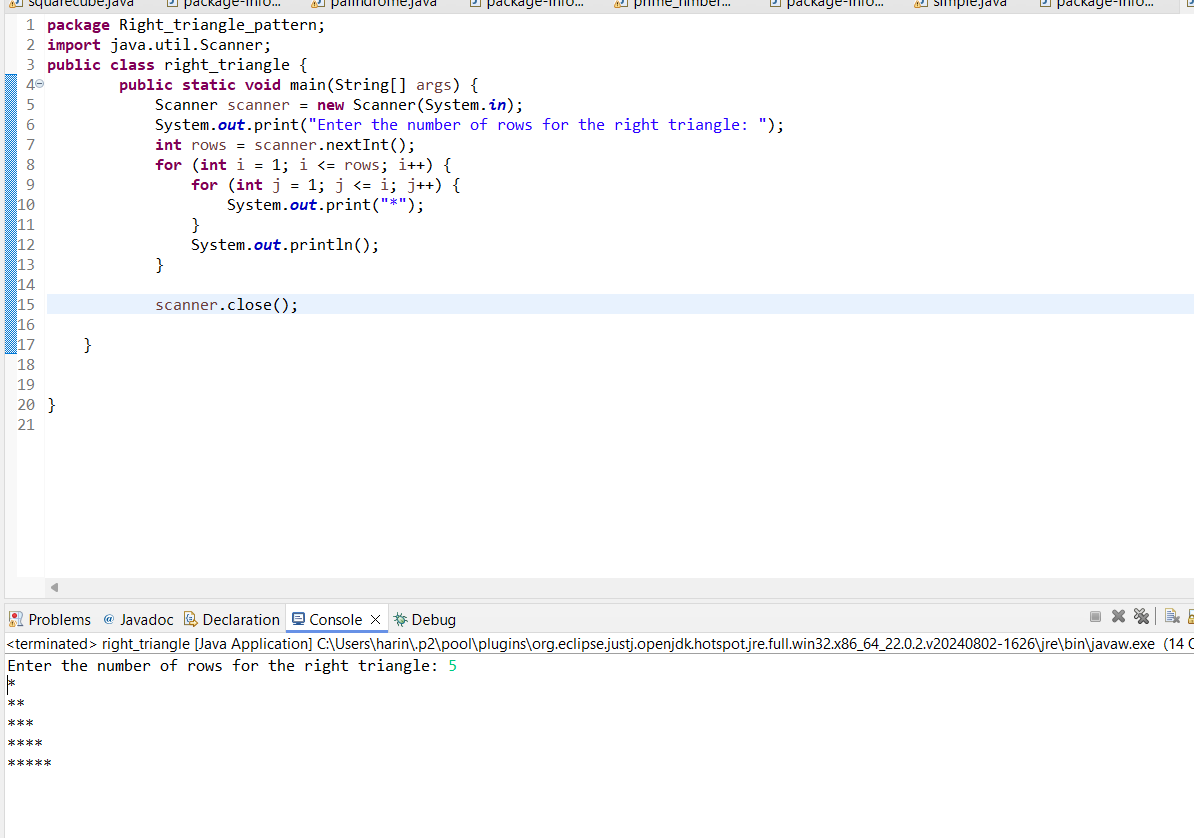 squarecube.java package-info... palindrome.java package-info... prime_nmber... package-info... simple.java package-info...
1 package Right_triangle_pattern;
2 import java.util.Scanner;
3 public class right_triangle {
4 public static void main(String[] args) {
5 Scanner scanner = new Scanner(System.in);
6 System.out.print("Enter the number of rows for the right triangle: ");
7 int rows = scanner.nextInt();
8 for (int i = 1; i <= rows; i++) {
9 for (int j = 1; j <= i; j++) {
10 System.out.print("*");
11 }
12 System.out.println();
13 }
14
15 scanner.close();
16
17 }
18
19
20 }
21
Problems @ Javadoc Declaration Console Debug
<terminated> right_triangle [Java Application] C:\Users\harin\.p2\pool\plugins\org.eclipse.justj.openjdk.hotspot.jre.full.win32.x86_64_22.0.2.v20240802-1626\jre\bin\javaw.exe (14 O
Enter the number of rows for the right triangle: 5
*
**
***
****
*****